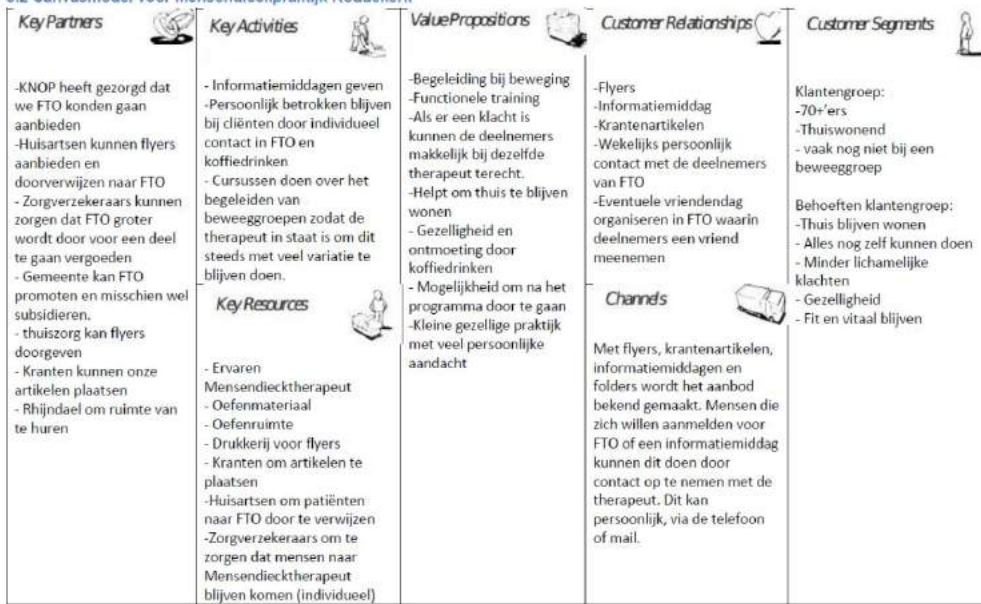 Key Partners
-KNOP heeft gezorgd dat
we FTO konden gaan
aanbieden
-Huisartsen kunnen flyers
aanbieden en
doorverwijzen naar FTO
- Zorgverzekeraars kunnen
zorgen dat FTO groter
wordt door voor een deel
te gaan vergoeden
- Gemeente kan FTO
promoten en misschien wel
subsidieren.
- thuiszorg kan flyers
doorgeven
- Kranten kunnen onze
artikelen plaatsen
- Rhijndael om ruimte van
te huren
Key Activities
- Informatiemiddagen geven
-Persoonlijk betrokken blijven
bij cliënten door individueel
contact in FTO en
koffiedrinken
- Cursussen doen over het
begeleiden van
beweeggroepen zodat de
therapeut in staat is om dit
steeds met veel variatie te
blijven doen.
Key Resources
- Ervaren
Mensendiecktherapeut
- Oefenmateriaal
- Oefenruimte
- Drukkerij voor flyers
- Kranten om artikelen te
plaatsen
-Huisartsen om patiënten
naar FTO door te verwijzen
-Zorgverzekeraars om te
zorgen dat mensen naar
Mensendiecktherapeut
blijven komen (individueel)
Value Propositions
-Begeleiding bij beweging
-Functionele training
-Als er een klacht is
kunnen de deelnemers
makkelijk bij dezelfde
therapeut terecht.
-Helpt om thuis te blijven
wonen
- Gezelligheid en
ontmoeting door
koffiedrinken
- Mogelijkheid om na het
programma door te gaan
-Kleine gezellige praktijk
met veel persoonlijke
aandacht
Customer Relationships
-Flyers
-Informatiemiddag
-Krantenartikelen
-Wekelijks persoonlijk
contact met de deelnemers
van FTO
-Eventuele vriendendag
organiseren in FTO waarin
deelnemers een vriend
meenemen
Channels
Met flyers, krantenartikelen,
informatiemiddagen en
folders wordt het aanbod
bekend gemaakt. Mensen die
zich willen aanmelden voor
FTO of een informatiemiddag
kunnen dit doen door
contact op te nemen met de
therapeut. Dit kan
persoonlijk, via de telefoon
of mail.
Customer Segments
Klantengroep:
-70+'ers
-Thuiswonend
- vaak nog niet bij een
beweeggroep
Behoeften klantengroep:
-Thuis blijven wonen
- Alles nog zelf kunnen doen
- Minder lichamelijke
klachten
- Gezelligheid
- Fit en vitaal blijven